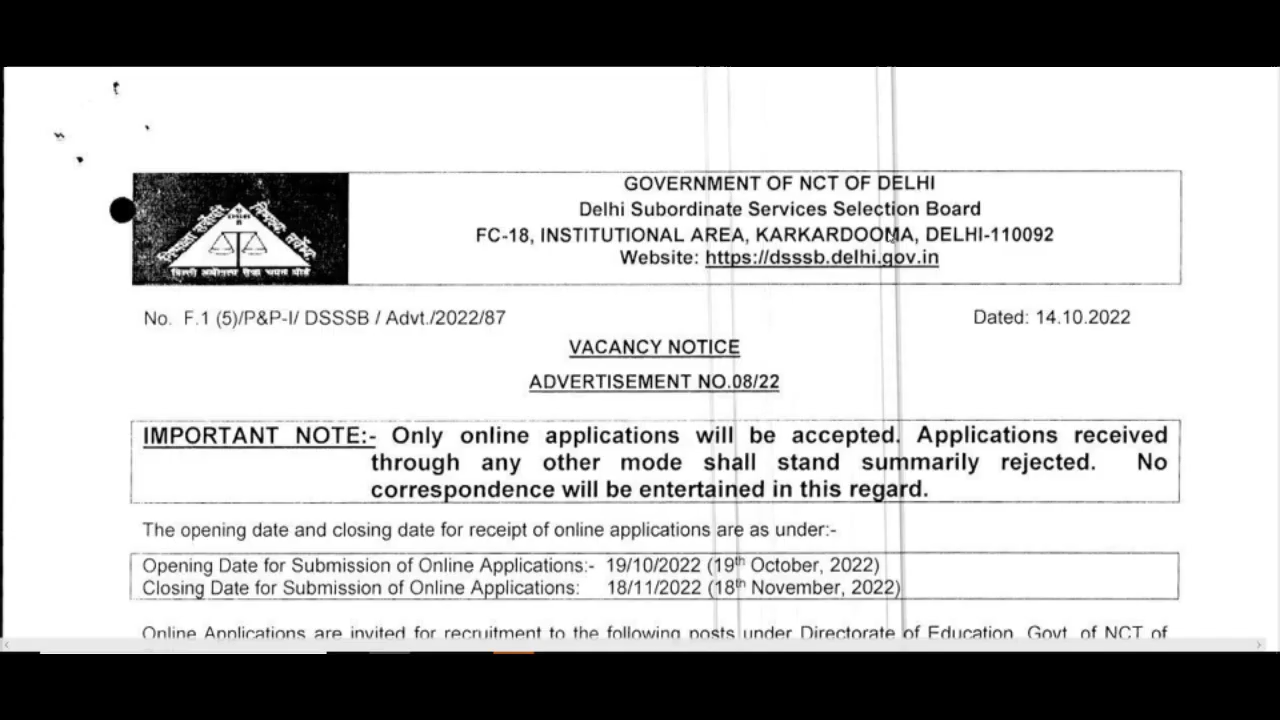 दिल्ली अधीनस्थ सेवा चयन बोर्ड
GOVERNMENT OF NCT OF DELHI
Delhi Subordinate Services Selection Board
FC-18, INSTITUTIONAL AREA, KARKARDOOMA, DELHI-110092
Website: https://dsssb.delhi.gov.in
No. F.1 (5)/P&P-I/ DSSSB / Advt./2022/87
Dated: 14.10.2022
VACANCY NOTICE
ADVERTISEMENT NO.08/22
IMPORTANT NOTE:- Only online applications will be accepted. Applications received
through any other mode shall stand summarily rejected. No
correspondence will be entertained in this regard.
The opening date and closing date for receipt of online applications are as under:-
Opening Date for Submission of Online Applications:- 19/10/2022 (19th October, 2022)
Closing Date for Submission of Online Applications: 18/11/2022 (18th November, 2022)
Online Applications are invited for recruitment to the following posts under Directorate of Education, Govt. of NCT of